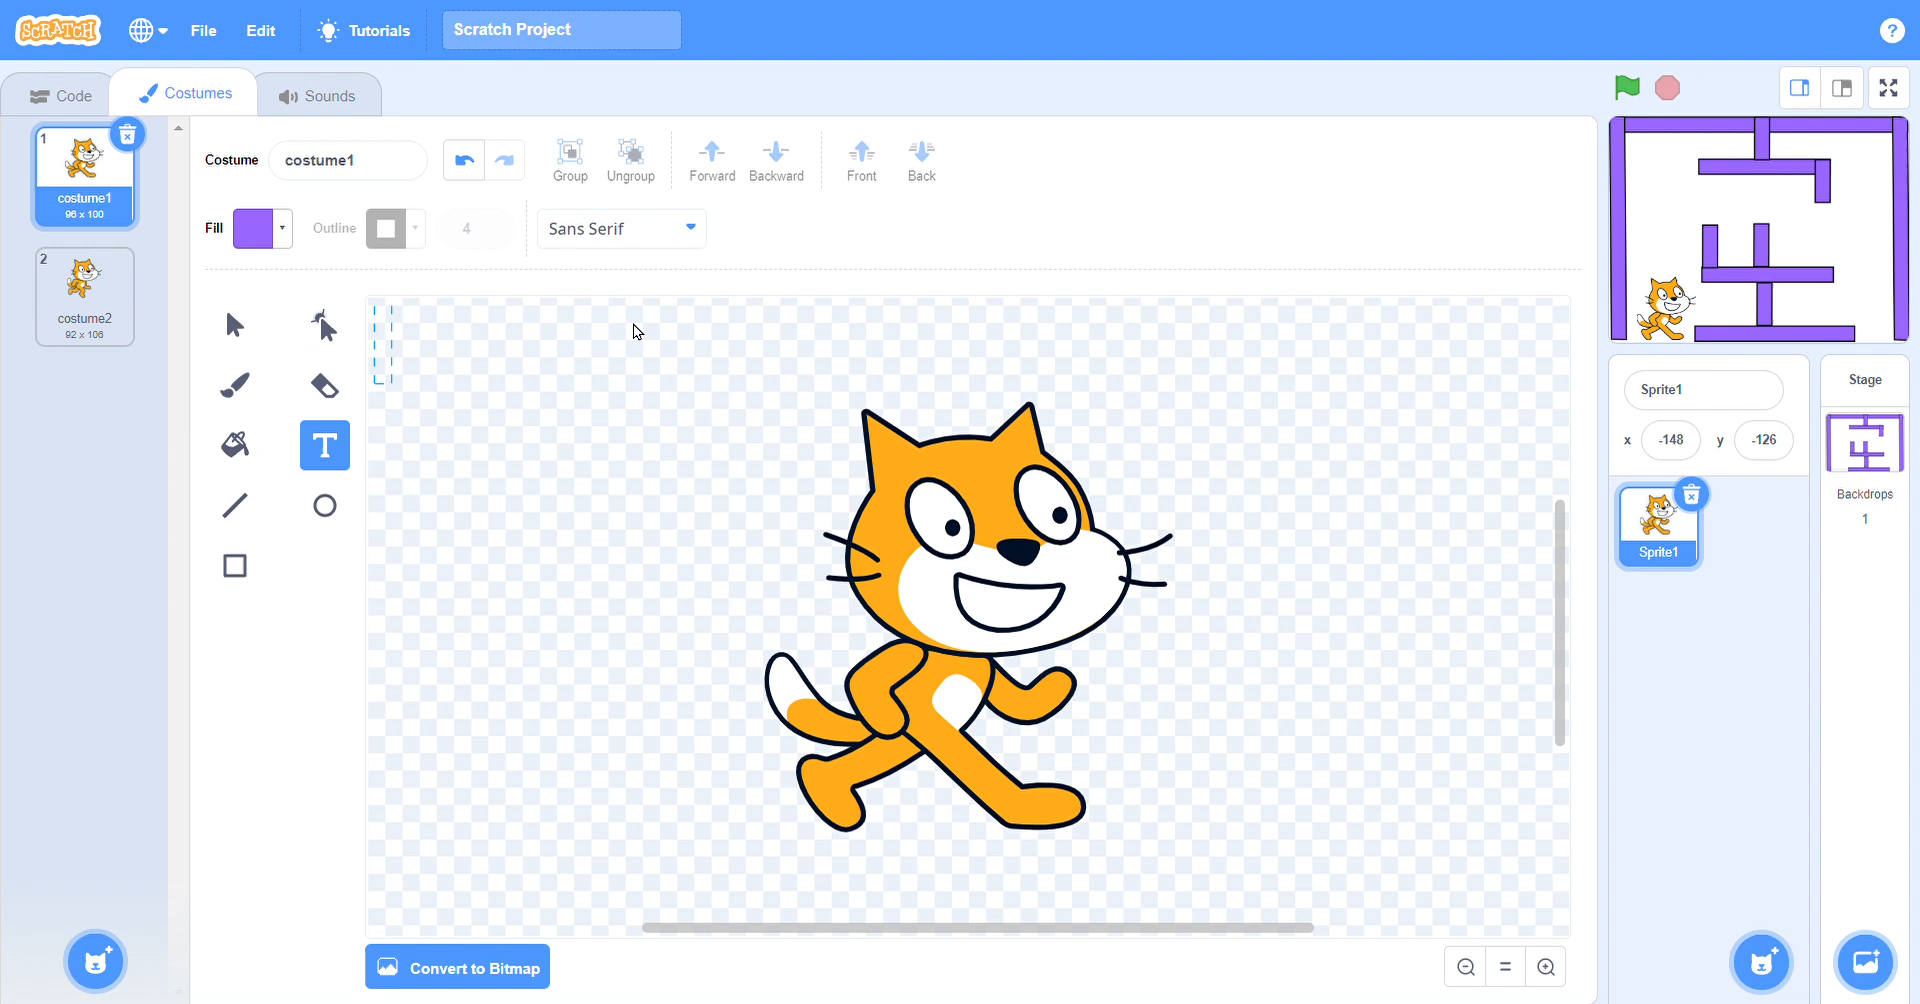 SCRATCH File Edit Tutorials Scratch Project ?
Code Costumes Sounds
1
costume1
96 x 100
2
costume2
92 x 106
Costume costume1 Group Ungroup Forward Backward Front Back
Fill Outline 4 Sans Serif
T
Convert to Bitmap
Sprite1
x -148 y -126
Sprite1
Stage
Backdrops
1